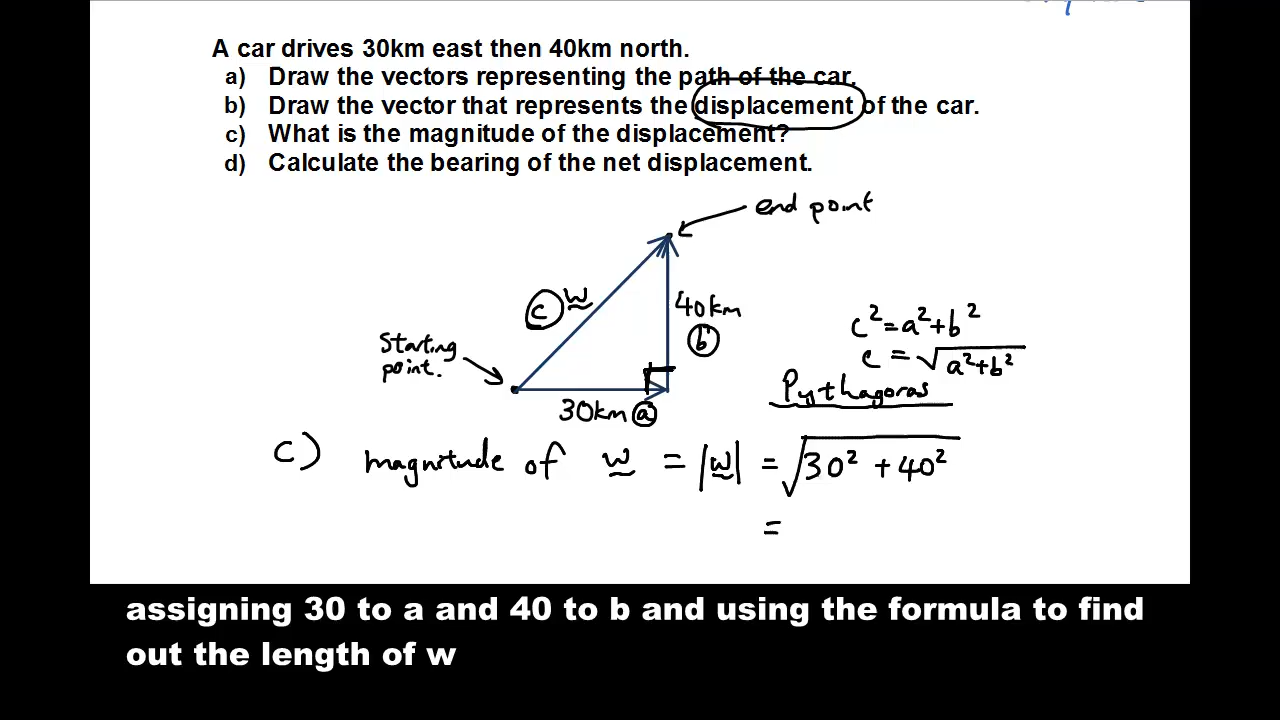 A car drives 30km east then 40km north.
a) Draw the vectors representing the path of the car.
b) Draw the vector that represents the displacement of the car.
c) What is the magnitude of the displacement?
d) Calculate the bearing of the net displacement.
end point
c w
40km
b
Starting
point.
30km a
c²=a²+b²
c = √a²+b²
Pythagoras
c) magnitude of w = |w| = √30² + 40²
=
assigning 30 to a and 40 to b and using the formula to find
out the length of w